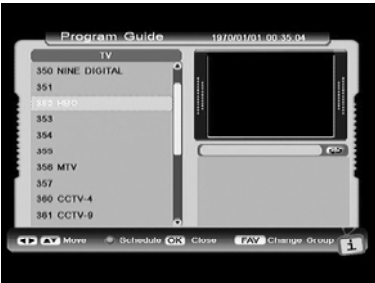 Program Guide 1970/01/01 00:35:04
TV
350 NINE DIGITAL
351
352 HMO
353
354
355
356 MTV
357
360 CCTV-4
361 CCTV-9
Move Schedule OK Close FAV Change Group i